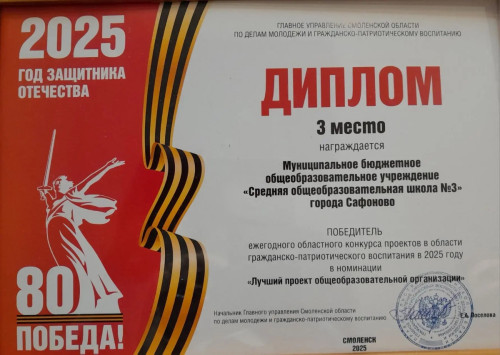 2025
ГОД ЗАЩИТНИКА
ОТЕЧЕСТВА
80
ПОБЕДА!
ГЛАВНОЕ УПРАВЛЕНИЕ СМОЛЕНСКОЙ ОБЛАСТИ
ПО ДЕЛАМ МОЛОДЕЖИ И ГРАЖДАНСКО-ПАТРИОТИЧЕСКОМУ ВОСПИТАНИЮ
ДИПЛОМ
3 место
награждается
Муниципальное бюджетное
общеобразовательное учреждение
«Средняя общеобразовательная школа №3»
города Сафоново
ПОБЕДИТЕЛЬ
ежегодного областного конкурса проектов в области
гражданско-патриотического воспитания в 2025 году
в номинации
«Лучший проект общеобразовательной организации»
Начальник Главного управления Смоленской области
по делам молодежи и гражданско-патриотическому воспитанию
СМОЛЕНСК
2025